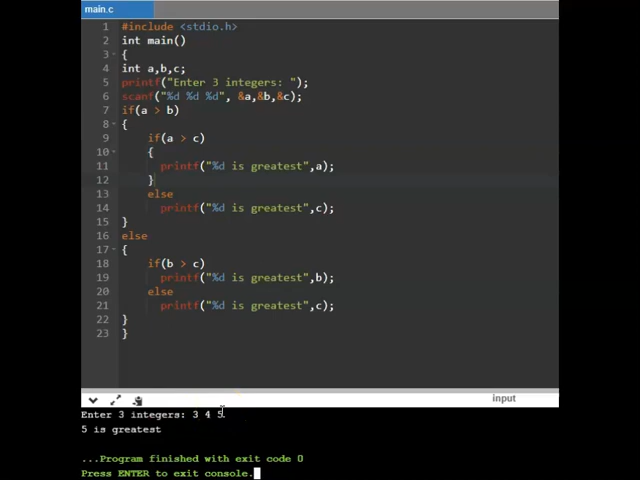 main.c
1 #include <stdio.h>
2 int main()
3 {
4 int a,b,c;
5 printf("Enter 3 integers: ");
6 scanf("%d %d %d", &a,&b,&c);
7 if(a > b)
8 {
9 if(a > c)
10 {
11 printf("%d is greatest",a);
12 }
13 else
14 printf("%d is greatest",c);
15 }
16 else
17 {
18 if(b > c)
19 printf("%d is greatest",b);
20 else
21 printf("%d is greatest",c);
22 }
23 }
input
Enter 3 integers: 3 4 5
5 is greatest
...Program finished with exit code 0
Press ENTER to exit console.